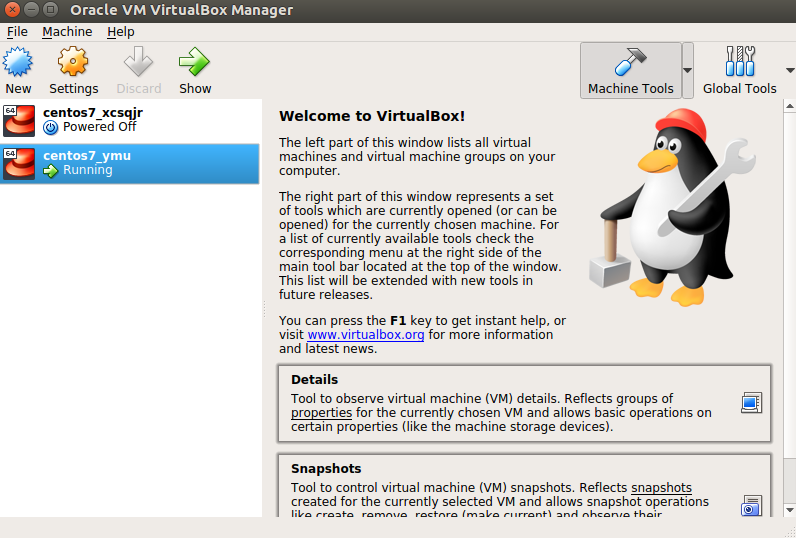 Oracle VM VirtualBox Manager
File Machine Help
New Settings Discard Show Machine Tools Global Tools
64 centos7_xcsqjr
Powered Off
64 centos7_ymu
Running
Welcome to VirtualBox!
The left part of this window lists all virtual
machines and virtual machine groups on your
computer.
The right part of this window represents a set
of tools which are currently opened (or can be
opened) for the currently chosen machine. For
a list of currently available tools check the
corresponding menu at the right side of the
main tool bar located at the top of the window.
This list will be extended with new tools in
future releases.
You can press the F1 key to get instant help, or
visit www.virtualbox.org for more information
and latest news.
Details
Tool to observe virtual machine (VM) details. Reflects groups of
properties for the currently chosen VM and allows basic operations on
certain properties (like the machine storage devices).
Snapshots
Tool to control virtual machine (VM) snapshots. Reflects snapshots
created for the currently selected VM and allows snapshot operations
like create, remove, restore (make current) and observe their